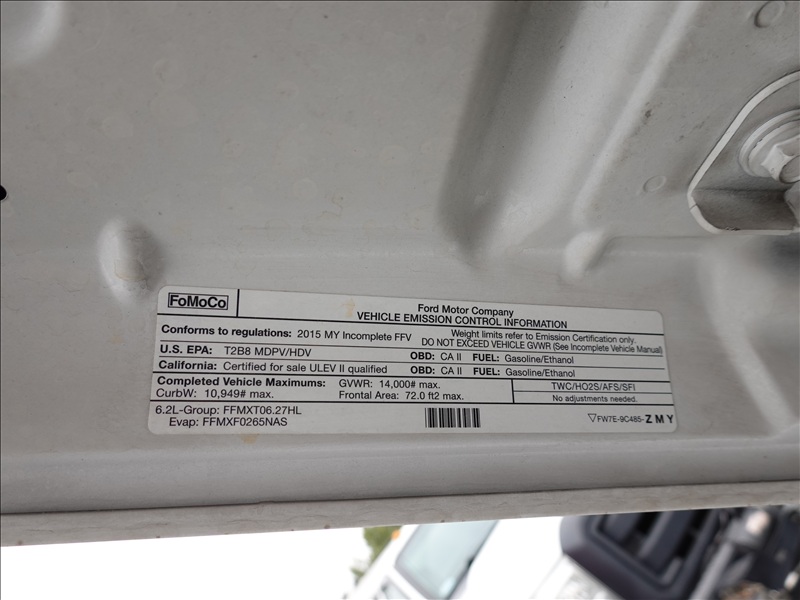 FoMoCo
Ford Motor Company
VEHICLE EMISSION CONTROL INFORMATION
Conforms to regulations: 2015 MY Incomplete FFV
Weight limits refer to Emission Certification only.
DO NOT EXCEED VEHICLE GVWR (See Incomplete Vehicle Manual)
U.S. EPA: T2B8 MDPV/HDV OBD: CA II FUEL: Gasoline/Ethanol
California: Certified for sale ULEV II qualified OBD: CA II FUEL: Gasoline/Ethanol
Completed Vehicle Maximums: GVWR: 14,000# max. TWC/HO2S/AFS/SFI
CurbW: 10,949# max. Frontal Area: 72.0 ft2 max. No adjustments needed.
6.2L-Group: FFMXT06.27HL
Evap: FFMXF0265NAS
FW7E-9C485-ZMY